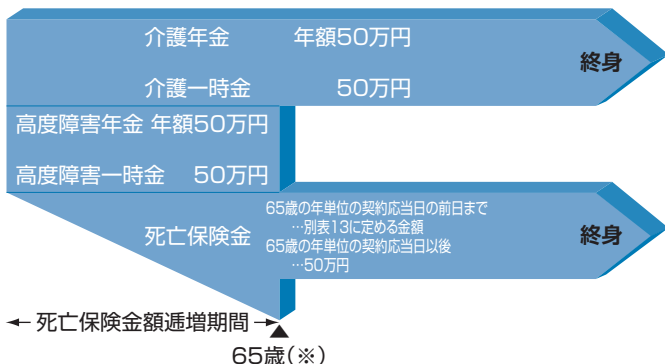 介護年金 年額50万円
介護一時金 50万円
終身
高度障害年金 年額50万円
高度障害一時金 50万円
死亡保険金
65歳の年単位の契約応当日の前日まで
…別表13に定める金額
65歳の年単位の契約応当日以後
…50万円
終身
←死亡保険金額逓増期間→
▲
65歳(※)